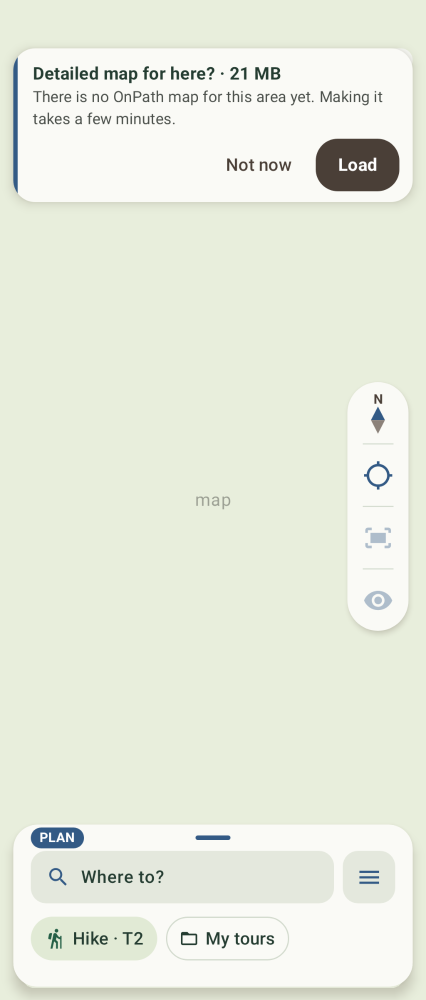 Detailed map for here? · 21 MB
There is no OnPath map for this area yet. Making it
takes a few minutes.
Not now
Load
N
map
PLAN
Where to?
Hike · T2
My tours